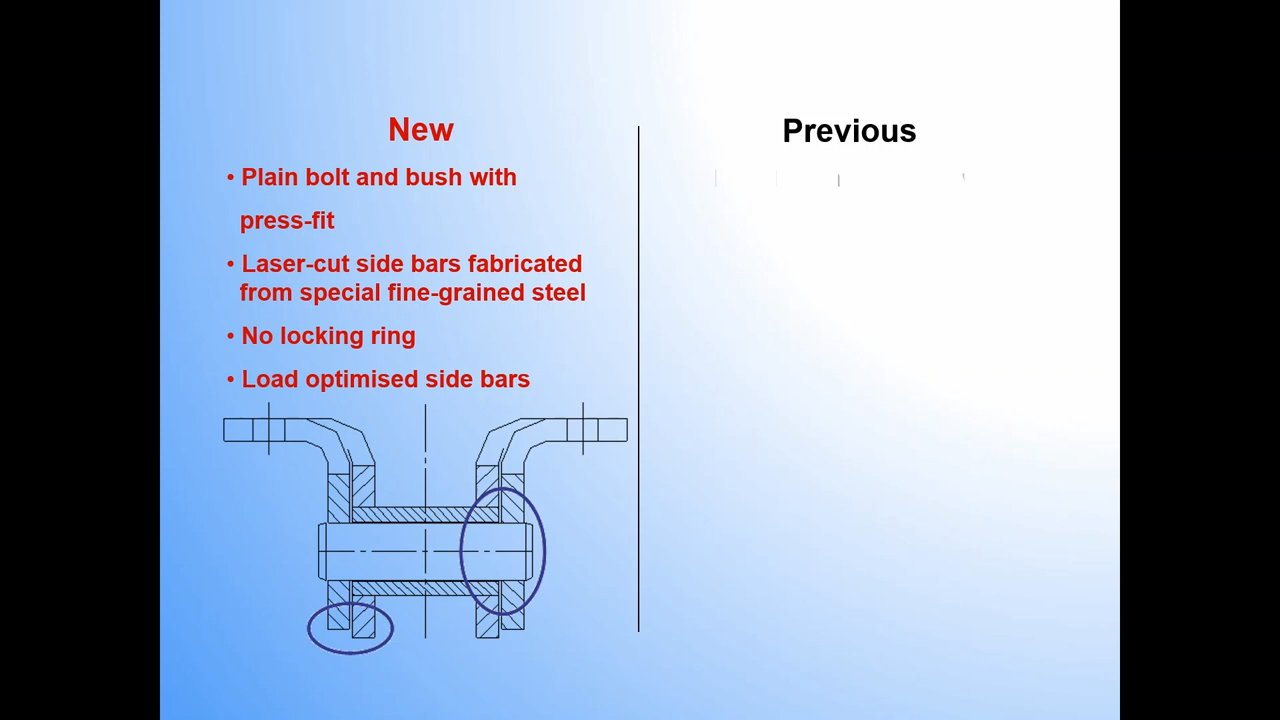 New
• Plain bolt and bush with
press-fit
• Laser-cut side bars fabricated
from special fine-grained steel
• No locking ring
• Load optimised side bars
Previous